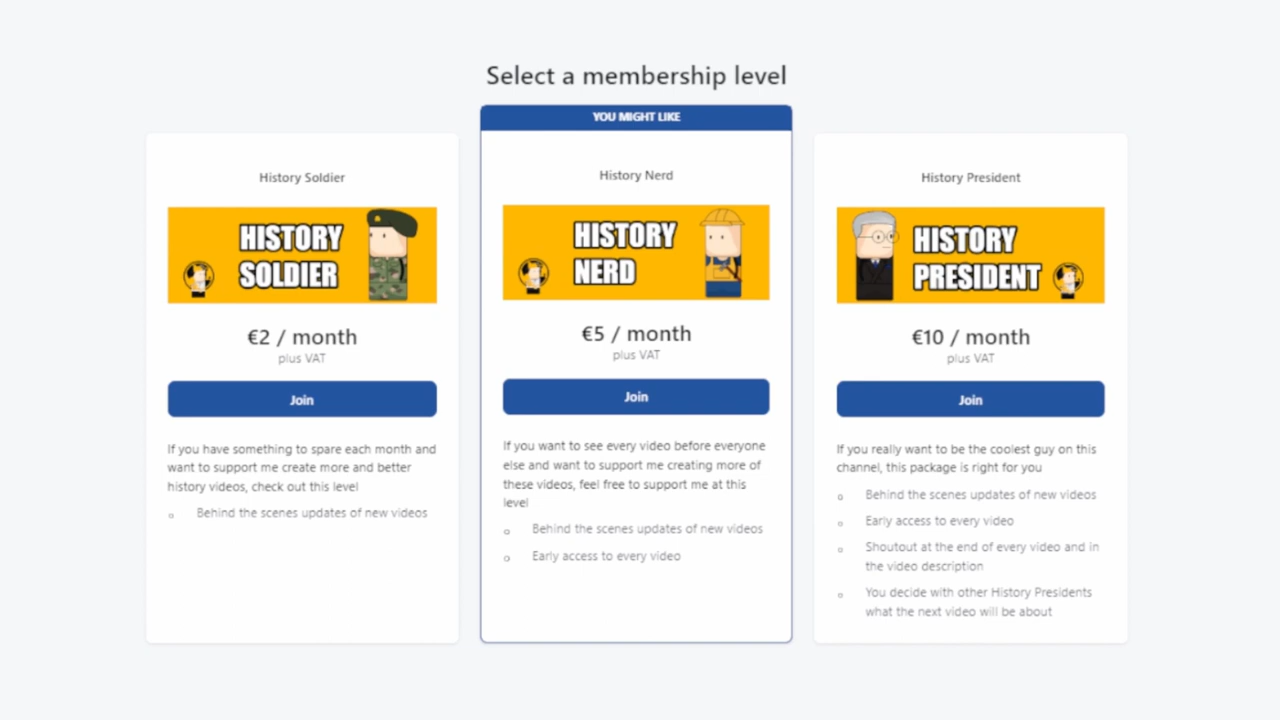 Select a membership level
History Soldier
HISTORY
SOLDIER
€2 / month
plus VAT
Join
If you have something to spare each month and
want to support me create more and better
history videos, check out this level
Behind the scenes updates of new videos
YOU MIGHT LIKE
History Nerd
HISTORY
NERD
€5 / month
plus VAT
Join
If you want to see every video before everyone
else and want to support me creating more of
these videos, feel free to support me at this
level
Behind the scenes updates of new videos
Early access to every video
History President
HISTORY
PRESIDENT
€10 / month
plus VAT
Join
If you really want to be the coolest guy on this
channel, this package is right for you
Behind the scenes updates of new videos
Early access to every video
Shoutout at the end of every video and in
the video description
You decide with other History Presidents
what the next video will be about